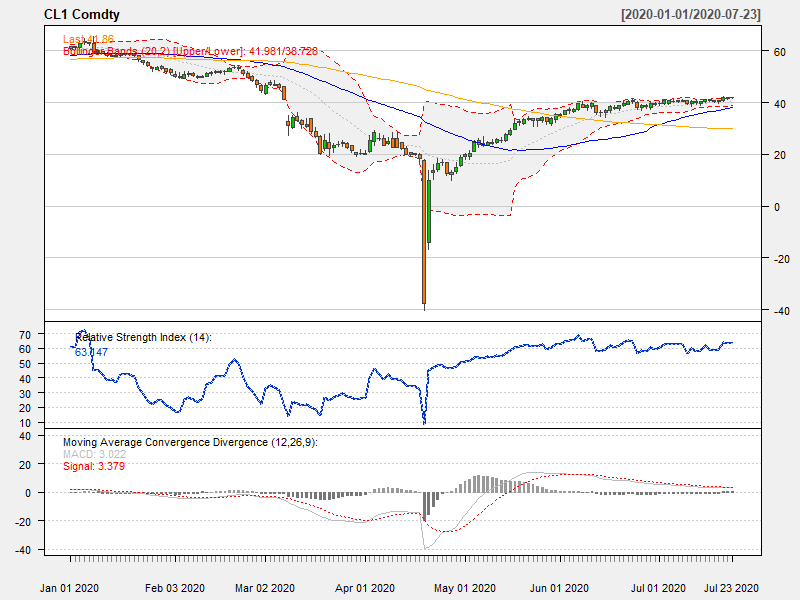 CL1 Comdty [2020-01-01/2020-07-23]
Last 41.86
Bollinger Bands (20,2) [Upper/Lower]: 41.981/38.728
60
40
20
0
-20
-40
Relative Strength Index (14):
63.147
70
60
50
40
30
20
10
Moving Average Convergence Divergence (12,26,9):
MACD: 3.022
Signal: 3.379
40
20
0
-20
-40
Jan 01 2020 Feb 03 2020 Mar 02 2020 Apr 01 2020 May 01 2020 Jun 01 2020 Jul 01 2020 Jul 23 2020